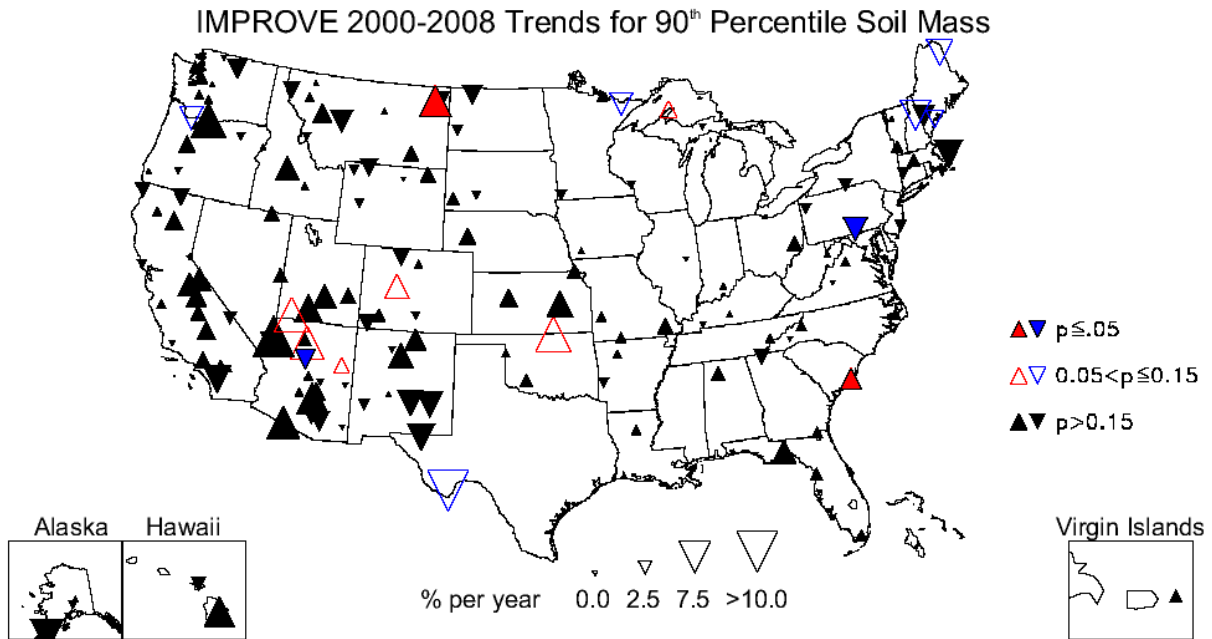 IMPROVE 2000-2008 Trends for 90th Percentile Soil Mass
p≤.05
0.05<p≤0.15
p>0.15
Alaska Hawaii
Virgin Islands
% per year 0.0 2.5 7.5 >10.0